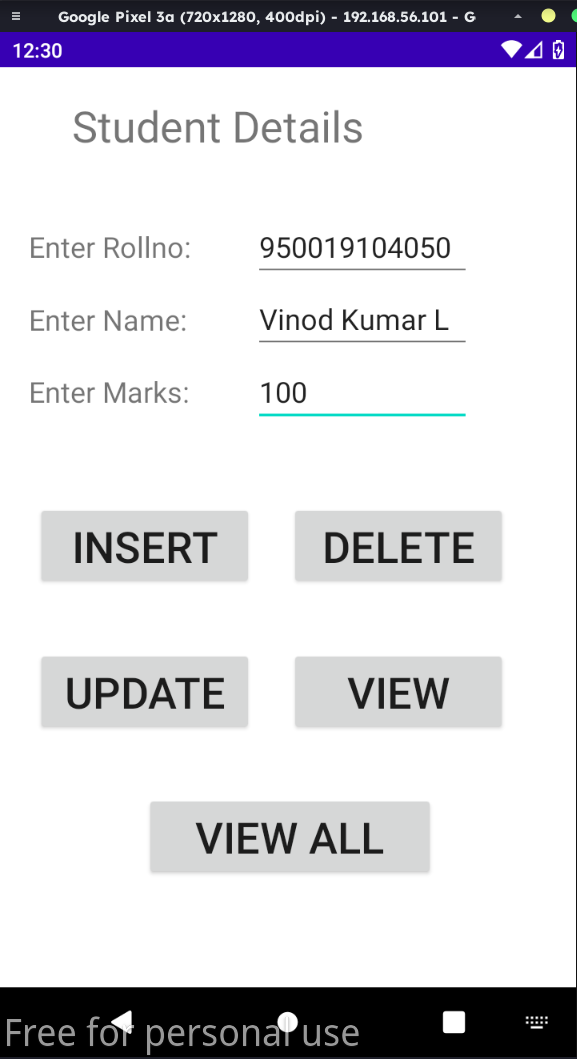 Google Pixel 3a (720x1280, 400dpi) - 192.168.56.101 - G
12:30
Student Details
Enter Rollno: 950019104050
Enter Name: Vinod Kumar L
Enter Marks: 100
INSERT DELETE
UPDATE VIEW
VIEW ALL
Free for personal use